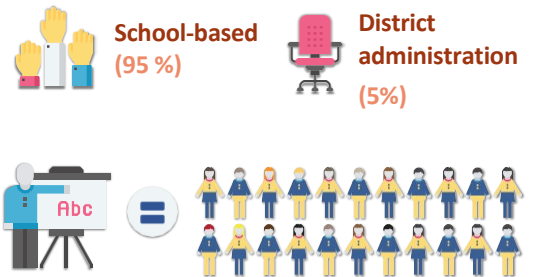 School-based
(95 %)
District
administration
(5%)
Abc
=